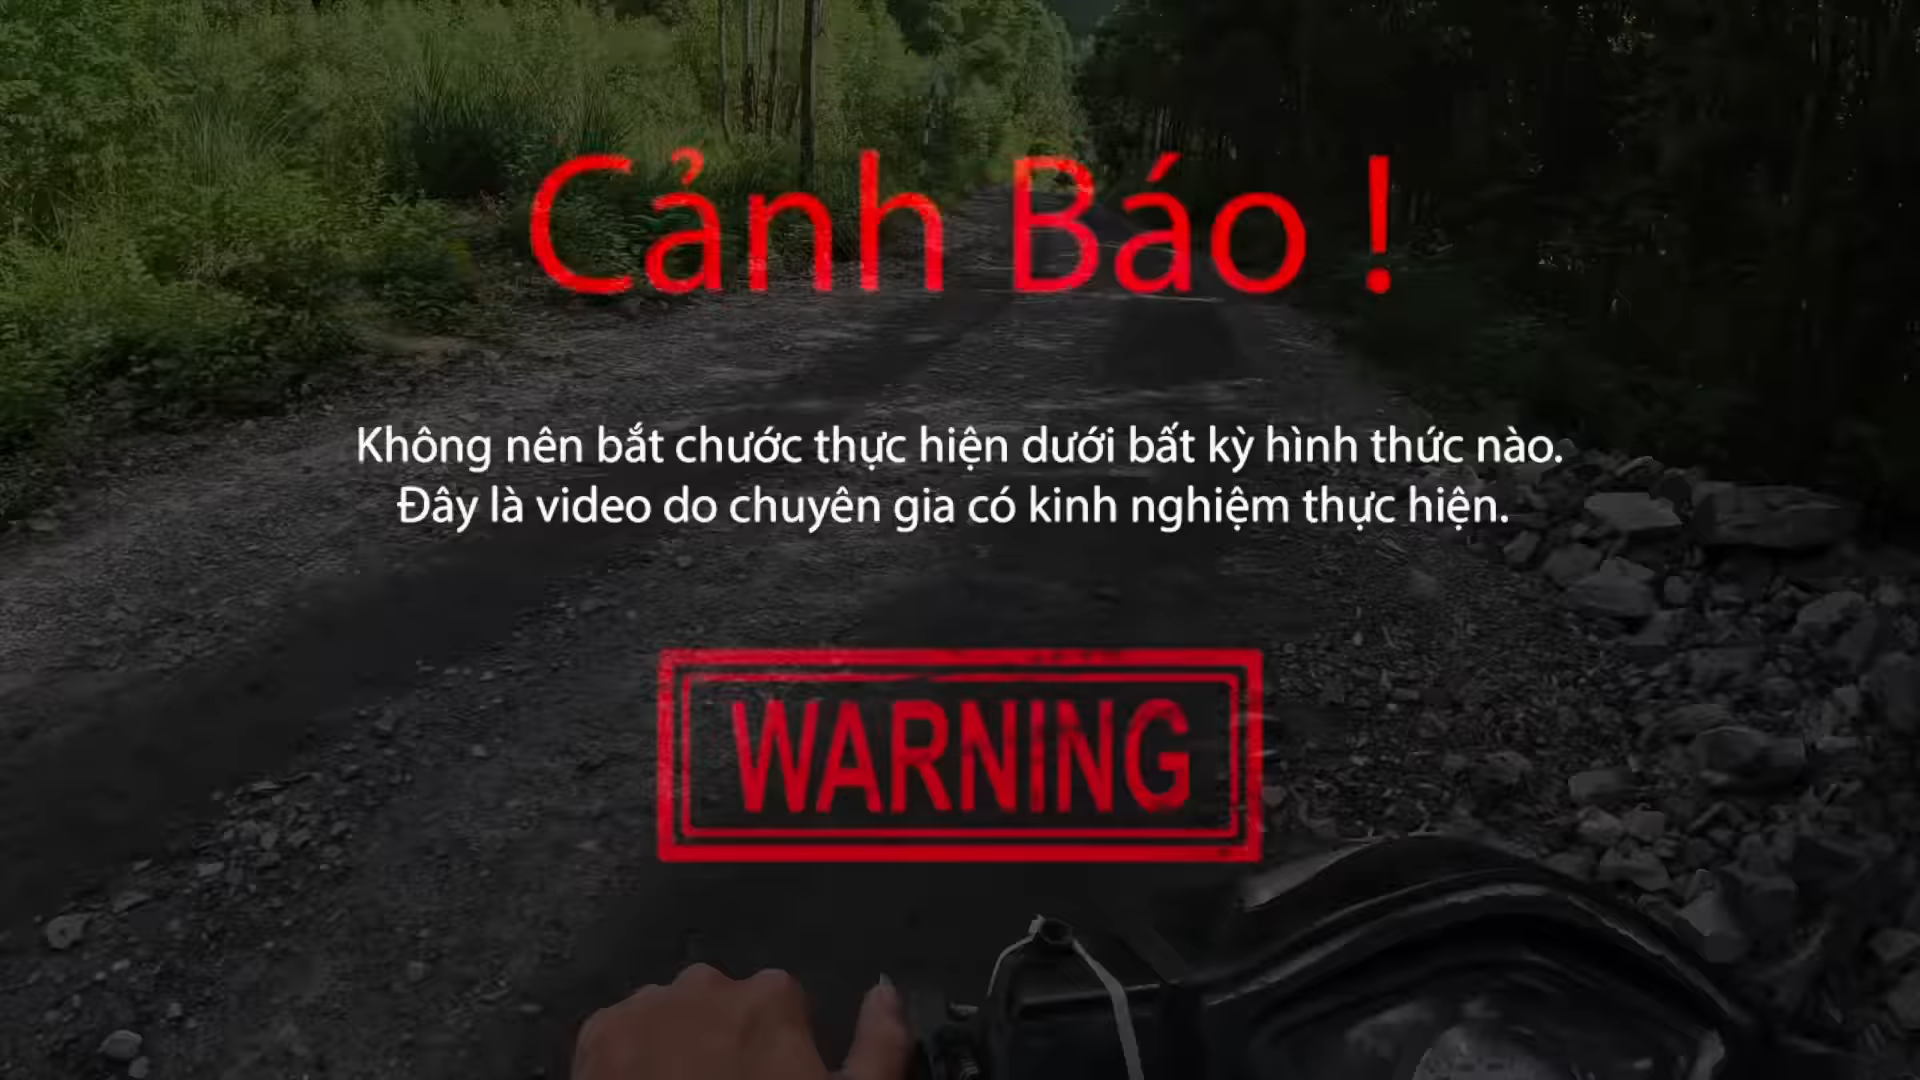 Cảnh Báo !
Không nên bắt chước thực hiện dưới bất kỳ hình thức nào.
Đây là video do chuyên gia có kinh nghiệm thực hiện.
WARNING